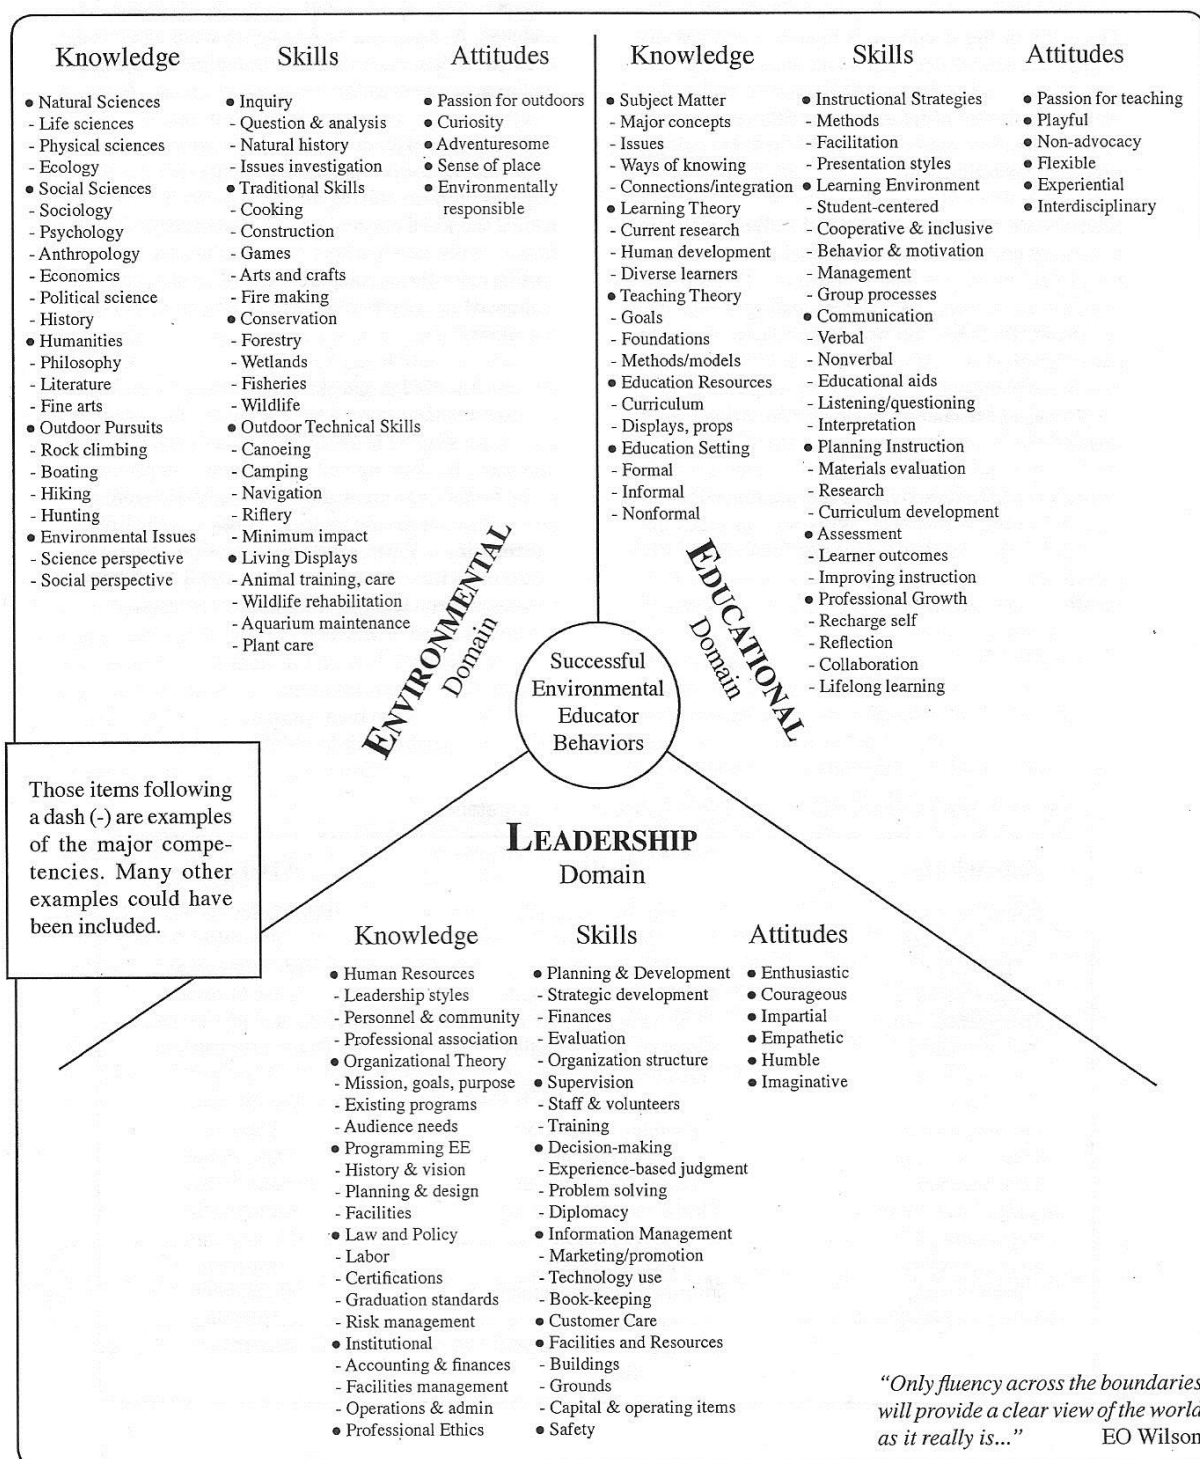 Knowledge
• Natural Sciences
- Life sciences
- Physical sciences
- Ecology
• Social Sciences
- Sociology
- Psychology
- Anthropology
- Economics
- Political science
- History
• Humanities
- Philosophy
- Literature
- Fine arts
• Outdoor Pursuits
- Rock climbing
- Boating
- Hiking
- Hunting
• Environmental Issues
- Science perspective
- Social perspective
Skills
• Inquiry
- Question & analysis
- Natural history
- Issues investigation
• Traditional Skills
- Cooking
- Construction
- Games
- Arts and crafts
- Fire making
• Conservation
- Forestry
- Wetlands
- Fisheries
- Wildlife
• Outdoor Technical Skills
- Canoeing
- Camping
- Navigation
- Riflery
- Minimum impact
• Living Displays
- Animal training, care
- Wildlife rehabilitation
- Aquarium maintenance
- Plant care
Attitudes
• Passion for outdoors
• Curiosity
• Adventuresome
• Sense of place
• Environmentally
responsible
ENVIRONMENTAL
Domain
Knowledge
• Subject Matter
- Major concepts
- Issues
- Ways of knowing
- Connections/integration
• Learning Theory
- Current research
- Human development
- Diverse learners
• Teaching Theory
- Goals
- Foundations
- Methods/models
• Education Resources
- Curriculum
- Displays, props
• Education Setting
- Formal
- Informal
- Nonformal
Skills
• Instructional Strategies
- Methods
- Facilitation
- Presentation styles
• Learning Environment
- Student-centered
- Cooperative & inclusive
- Behavior & motivation
- Management
- Group processes
• Communication
- Verbal
- Nonverbal
- Educational aids
- Listening/questioning
- Interpretation
• Planning Instruction
- Materials evaluation
- Research
- Curriculum development
• Assessment
- Learner outcomes
- Improving instruction
• Professional Growth
- Recharge self
- Reflection
- Collaboration
- Lifelong learning
Attitudes
• Passion for teaching
• Playful
• Non-advocacy
• Flexible
• Experiential
• Interdisciplinary
EDUCATIONAL
Domain
Successful
Environmental
Educator
Behaviors
Those items following
a dash (-) are examples
of the major compe-
tencies. Many other
examples could have
been included.
LEADERSHIP
Domain
Knowledge
• Human Resources
- Leadership styles
- Personnel & community
- Professional association
• Organizational Theory
- Mission, goals, purpose
- Existing programs
- Audience needs
• Programming EE
- History & vision
- Planning & design
- Facilities
• Law and Policy
- Labor
- Certifications
- Graduation standards
- Risk management
• Institutional
- Accounting & finances
- Facilities management
- Operations & admin
• Professional Ethics
Skills
• Planning & Development
- Strategic development
- Finances
- Evaluation
- Organization structure
• Supervision
- Staff & volunteers
- Training
• Decision-making
- Experience-based judgment
- Problem solving
- Diplomacy
• Information Management
- Marketing/promotion
- Technology use
- Book-keeping
• Customer Care
• Facilities and Resources
- Buildings
- Grounds
- Capital & operating items
• Safety
Attitudes
• Enthusiastic
• Courageous
• Impartial
• Empathetic
• Humble
• Imaginative
"Only fluency across the boundaries
will provide a clear view of the world
as it really is..." EO Wilson